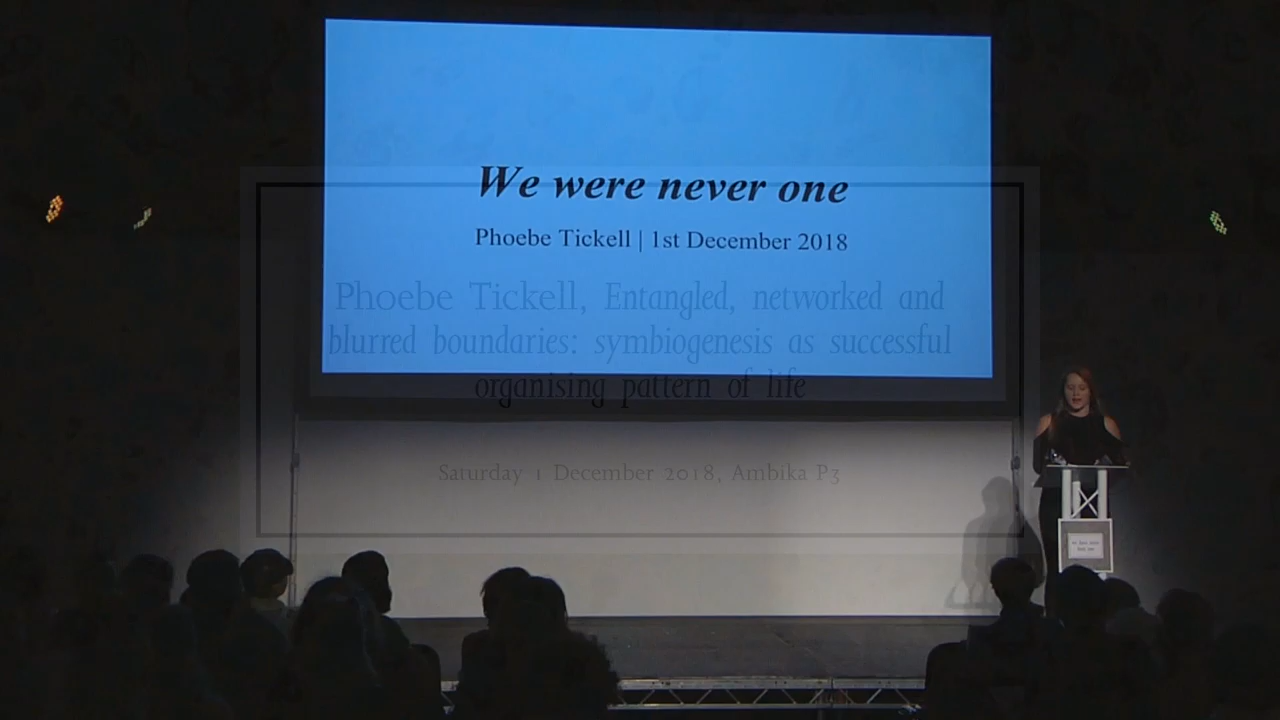 We were never one
Phoebe Tickell | 1st December 2018
Phoebe Tickell, Entangled, networked and
blurred boundaries: symbiogenesis as successful
organising pattern of life
Saturday 1 December 2018, Ambika P3